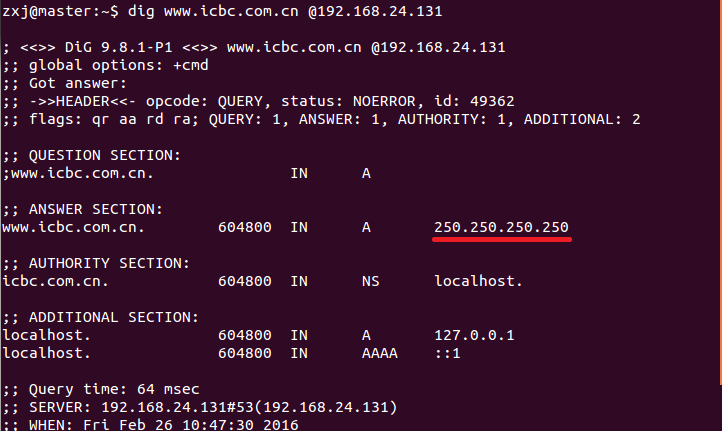 zxj@master:~$ dig www.icbc.com.cn @192.168.24.131
; <<>> DiG 9.8.1-P1 <<>> www.icbc.com.cn @192.168.24.131
;; global options: +cmd
;; Got answer:
;; ->>HEADER<<- opcode: QUERY, status: NOERROR, id: 49362
;; flags: qr aa rd ra; QUERY: 1, ANSWER: 1, AUTHORITY: 1, ADDITIONAL: 2
;; QUESTION SECTION:
;www.icbc.com.cn. IN A
;; ANSWER SECTION:
www.icbc.com.cn. 604800 IN A 250.250.250.250
;; AUTHORITY SECTION:
icbc.com.cn. 604800 IN NS localhost.
;; ADDITIONAL SECTION:
localhost. 604800 IN A 127.0.0.1
localhost. 604800 IN AAAA ::1
;; Query time: 64 msec
;; SERVER: 192.168.24.131#53(192.168.24.131)
;; WHEN: Fri Feb 26 10:47:30 2016